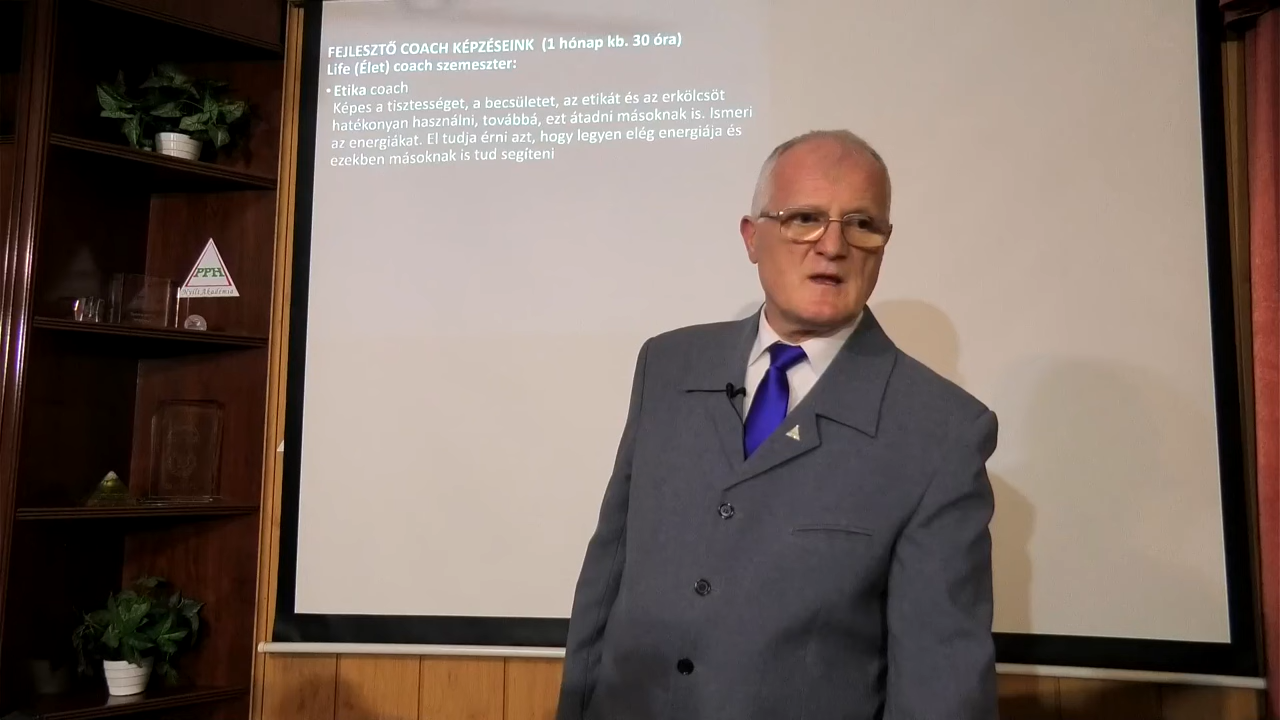 FEJLESZTŐ COACH KÉPZÉSEINK (1 hónap kb. 30 óra)
Life (Élet) coach szemeszter:
• Etika coach
Képes a tisztességet, a becsületet, az etikát és az erkölcsöt
hatékonyan használni, továbbá, ezt átadni másoknak is. Ismeri
az energiákat. El tudja érni azt, hogy legyen elég energiája és
ezekben másoknak is tud segíteni
PPH
Nyílt Akadémia